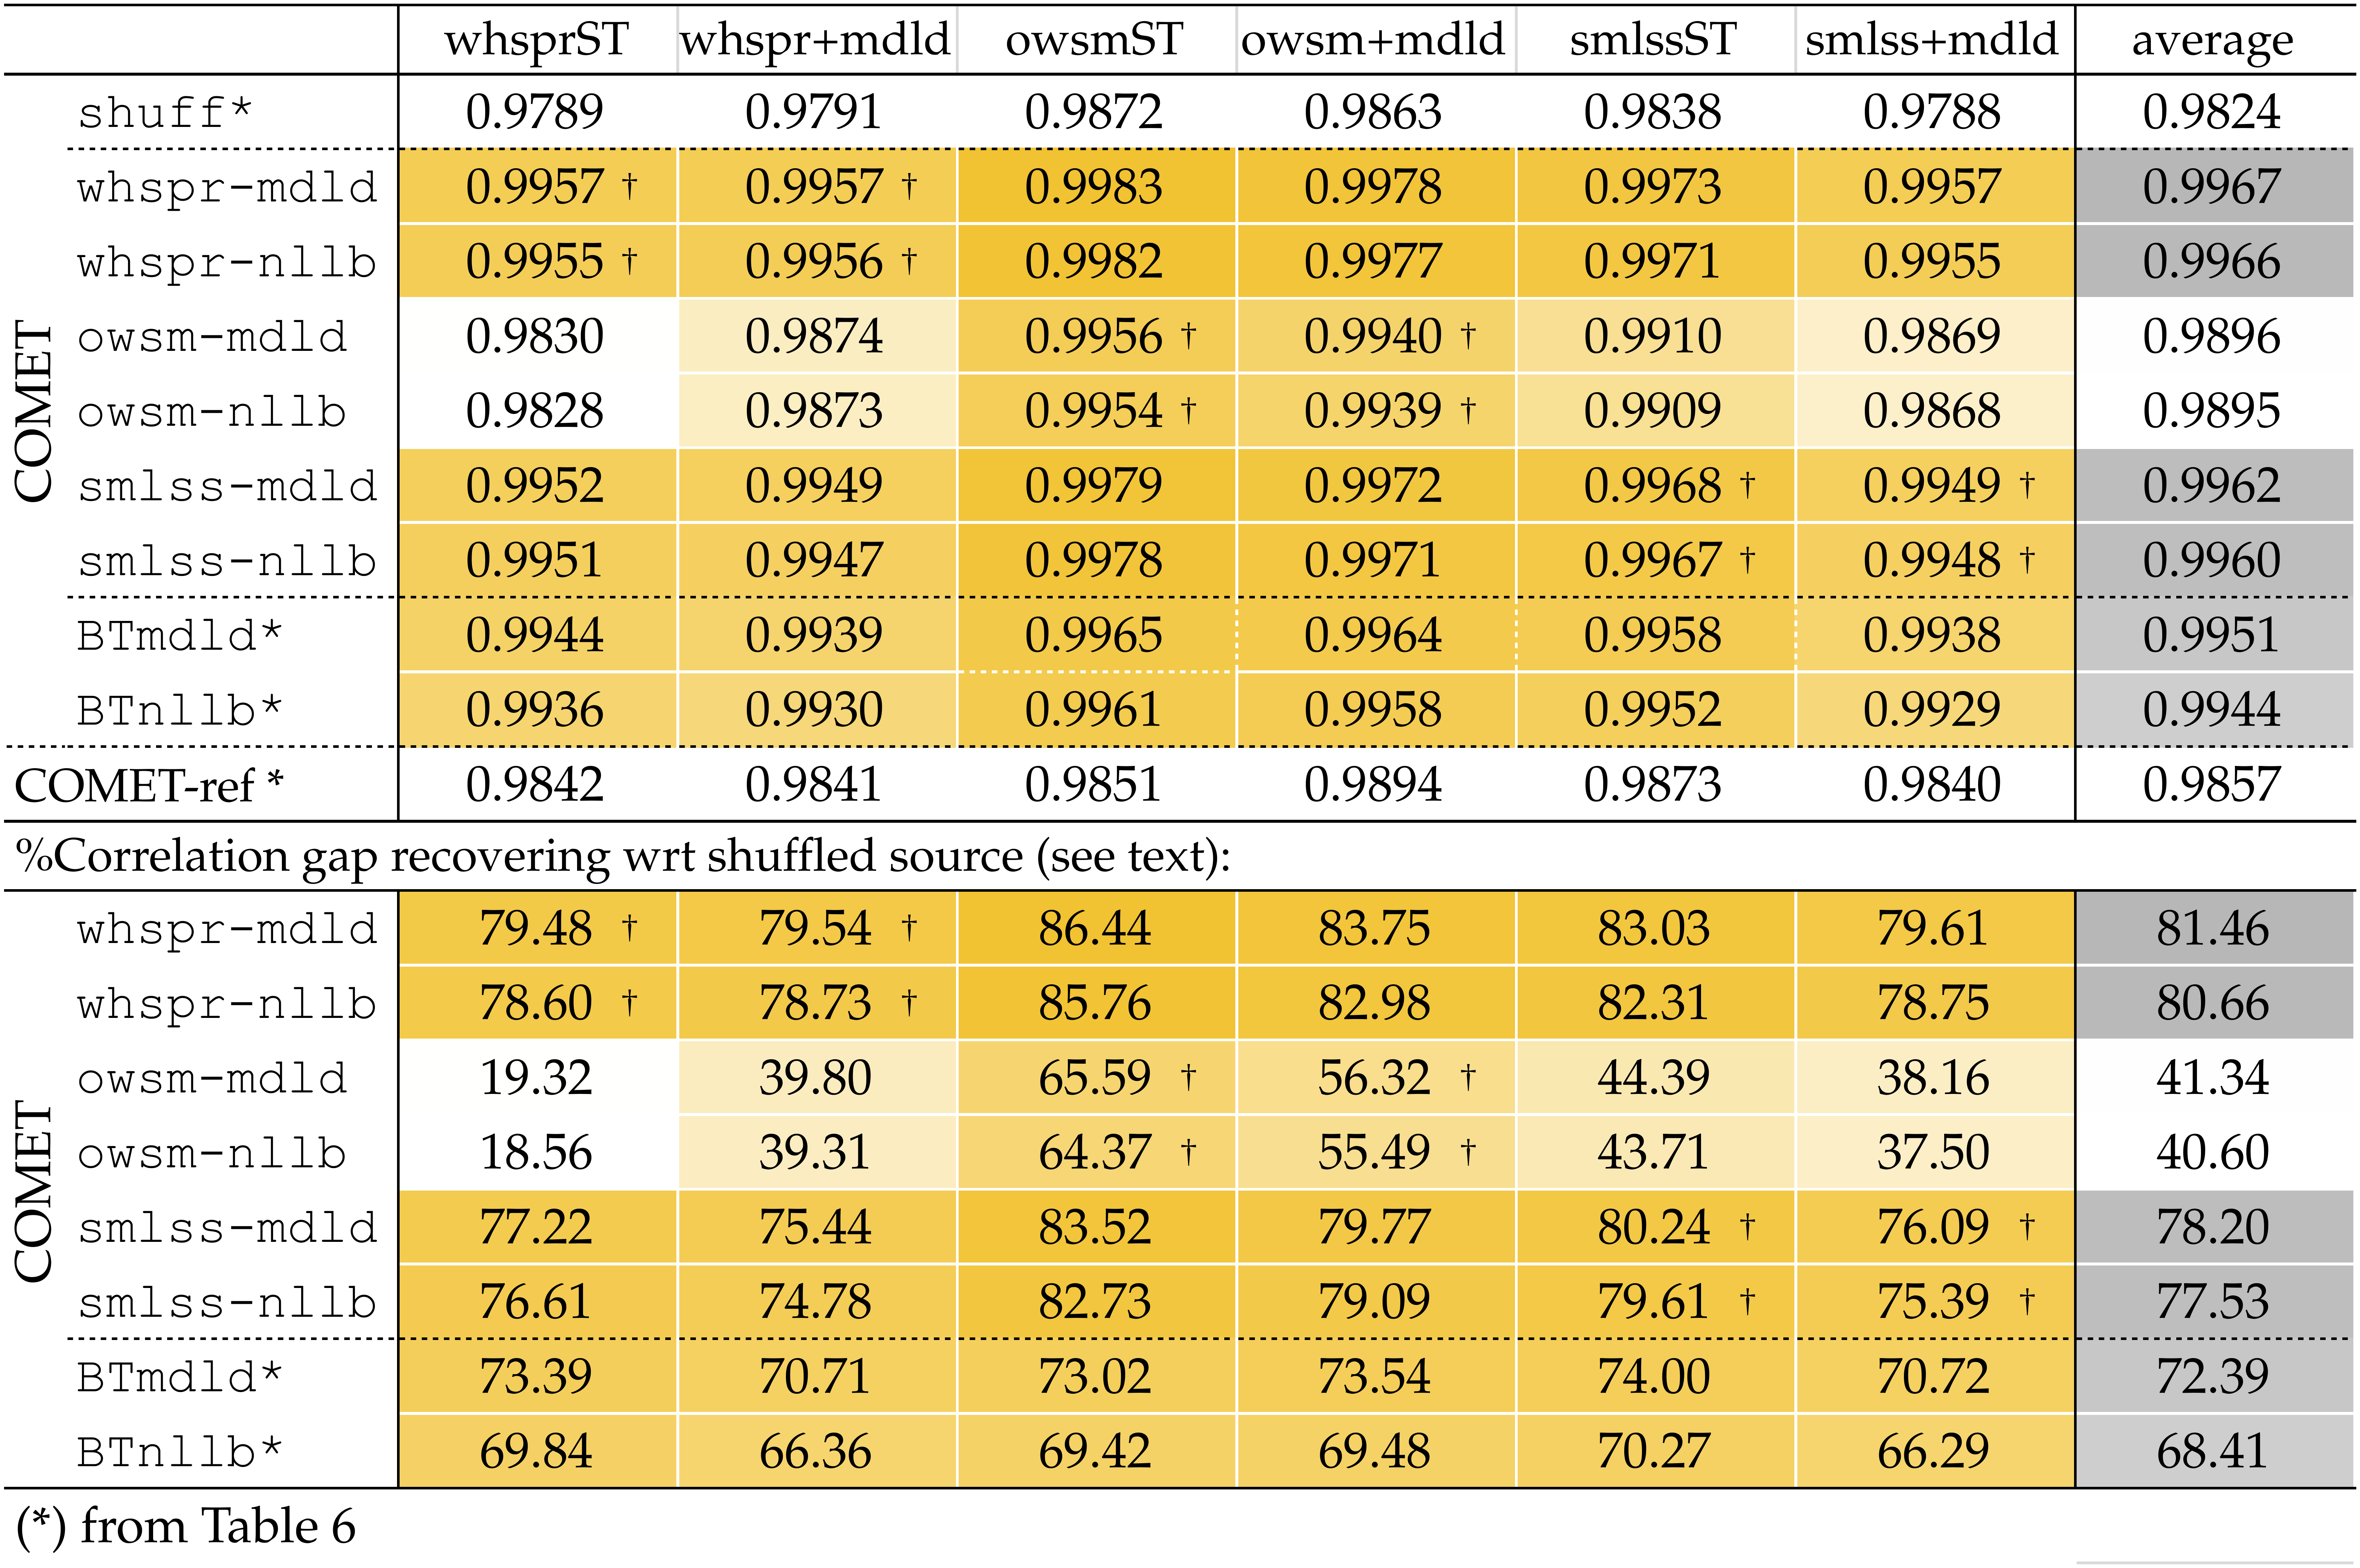 whsprST whspr+mdld owsmST owsm+mdld smlssST smlss+mdld average
COMET
shuff* 0.9789 0.9791 0.9872 0.9863 0.9838 0.9788 0.9824
whspr-mdld 0.9957 † 0.9957 † 0.9983 0.9978 0.9973 0.9957 0.9967
whspr-nllb 0.9955 † 0.9956 † 0.9982 0.9977 0.9971 0.9955 0.9966
owsm-mdld 0.9830 0.9874 0.9956 † 0.9940 † 0.9910 0.9869 0.9896
owsm-nllb 0.9828 0.9873 0.9954 † 0.9939 † 0.9909 0.9868 0.9895
smlss-mdld 0.9952 0.9949 0.9979 0.9972 0.9968 † 0.9949 † 0.9962
smlss-nllb 0.9951 0.9947 0.9978 0.9971 0.9967 † 0.9948 † 0.9960
BTmdld* 0.9944 0.9939 0.9965 0.9964 0.9958 0.9938 0.9951
BTnllb* 0.9936 0.9930 0.9961 0.9958 0.9952 0.9929 0.9944
COMET-ref * 0.9842 0.9841 0.9851 0.9894 0.9873 0.9840 0.9857
%Correlation gap recovering wrt shuffled source (see text):
COMET
whspr-mdld 79.48 † 79.54 † 86.44 83.75 83.03 79.61 81.46
whspr-nllb 78.60 † 78.73 † 85.76 82.98 82.31 78.75 80.66
owsm-mdld 19.32 39.80 65.59 † 56.32 † 44.39 38.16 41.34
owsm-nllb 18.56 39.31 64.37 † 55.49 † 43.71 37.50 40.60
smlss-mdld 77.22 75.44 83.52 79.77 80.24 † 76.09 † 78.20
smlss-nllb 76.61 74.78 82.73 79.09 79.61 † 75.39 † 77.53
BTmdld* 73.39 70.71 73.02 73.54 74.00 70.72 72.39
BTnllb* 69.84 66.36 69.42 69.48 70.27 66.29 68.41
(*) from Table 6